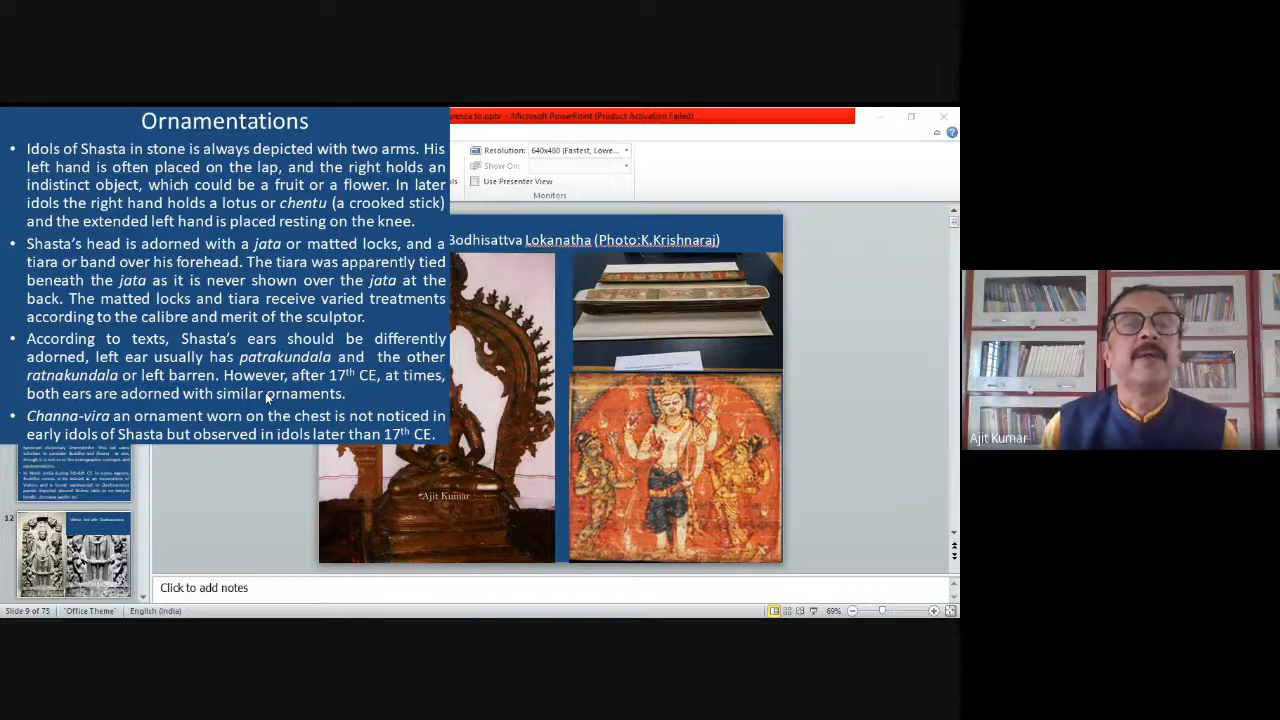 Ornamentations
• Idols of Shasta in stone is always depicted with two arms. His
left hand is often placed on the lap, and the right holds an
indistinct object, which could be a fruit or a flower. In later
idols the right hand holds a lotus or chentu (a crooked stick)
and the extended left hand is placed resting on the knee.
• Shasta's head is adorned with a jata or matted locks, and a
tiara or band over his forehead. The tiara was apparently tied
beneath the jata as it is never shown over the jata at the
back. The matted locks and tiara receive varied treatments
according to the calibre and merit of the sculptor.
• According to texts, Shasta's ears should be differently
adorned, left ear usually has patrakundala and the other
ratnakundala or left barren. However, after 17th CE, at times,
both ears are adorned with similar ornaments.
• Channa-vira an ornament worn on the chest is not noticed in
early idols of Shasta but observed in idols later than 17th CE.
Microsoft PowerPoint (Product Activation Failed)
Resolution: 640x480 (Fastest, Lowe...
Show On:
Use Presenter View
Monitors
Bodhisattva Lokanatha (Photo:K.Krishnaraj)
Ajit Kumar
12
Click to add notes
Slide 9 of 75 "Office Theme" English (India) 69%
Ajit Kumar